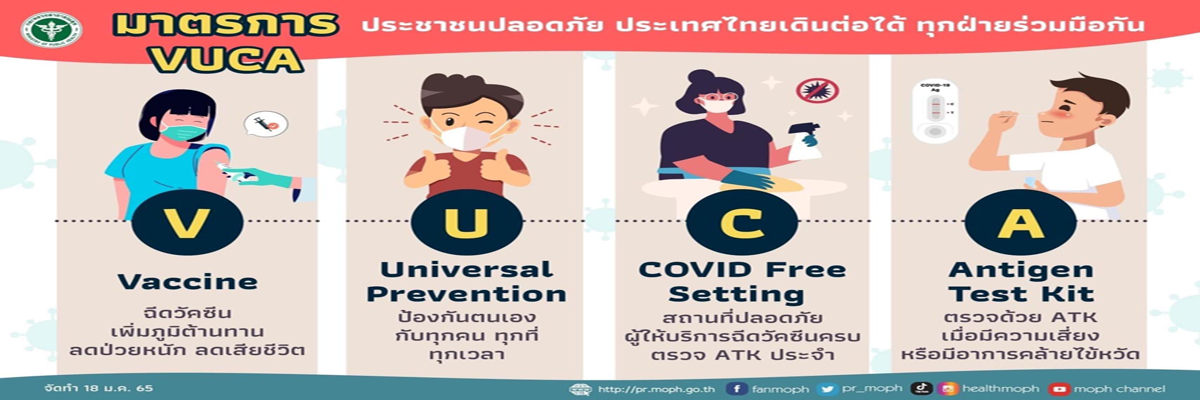 มาตรการ
VUCA
ประชาชนปลอดภัย ประเทศไทยเดินต่อได้ ทุกฝ่ายร่วมมือกัน
COVID-19
Ag
V
Vaccine
ฉีดวัคซีน
เพิ่มภูมิต้านทาน
ลดป่วยหนัก ลดเสียชีวิต
U
Universal
Prevention
ป้องกันตนเอง
กับทุกคน ทุกที่
ทุกเวลา
C
COVID Free
Setting
สถานที่ปลอดภัย
ผู้ให้บริการฉีดวัคซีนครบ
ตรวจ ATK ประจำ
A
Antigen
Test Kit
ตรวจด้วย ATK
เมื่อมีความเสี่ยง
หรือมีอาการคล้ายไข้หวัด
จัดทำ 18 ม.ค. 65
http://pr.moph.go.th
fanmoph
pr_moph
healthmoph
moph channel